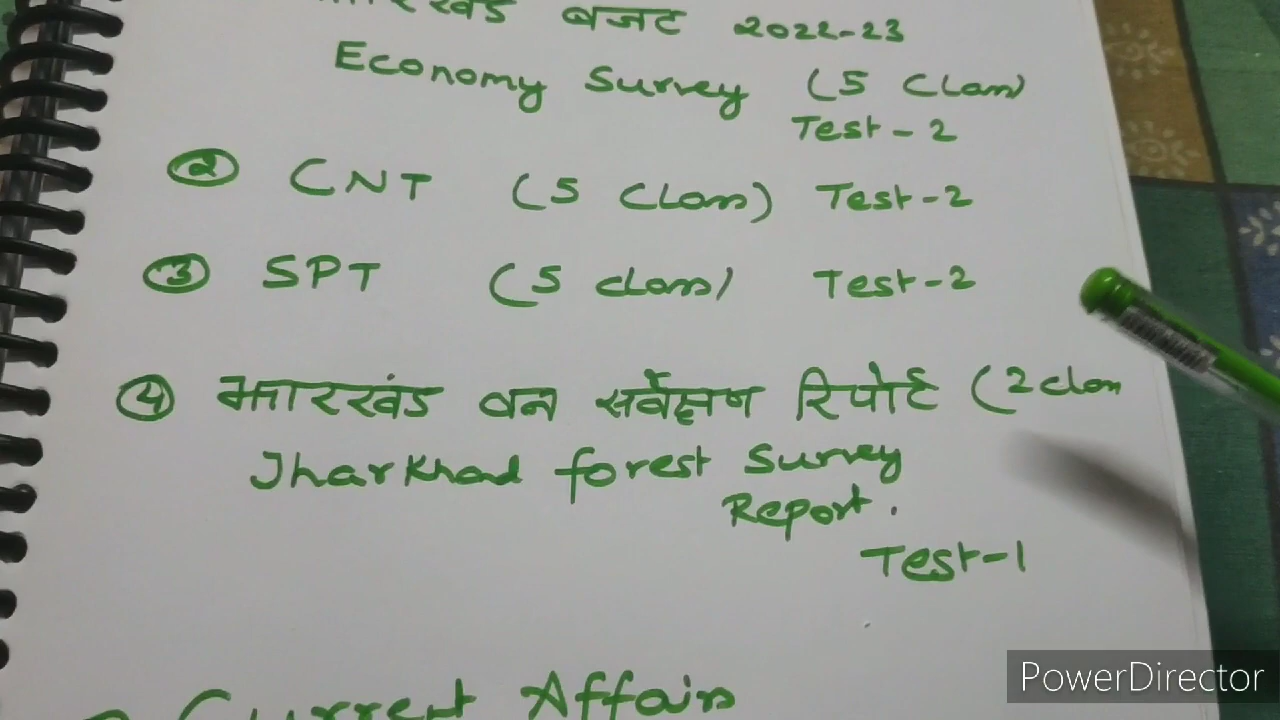 झारखंड बजट 2022-23
Economy Survey (5 Class)
Test-2
② CNT (5 Class) Test-2
③ SPT (5 class) Test-2
④ झारखंड वन सर्वेक्षण रिपोर्ट (2 class
Jharkhand forest Survey
Report.
Test-1
Current Affairs
PowerDirector